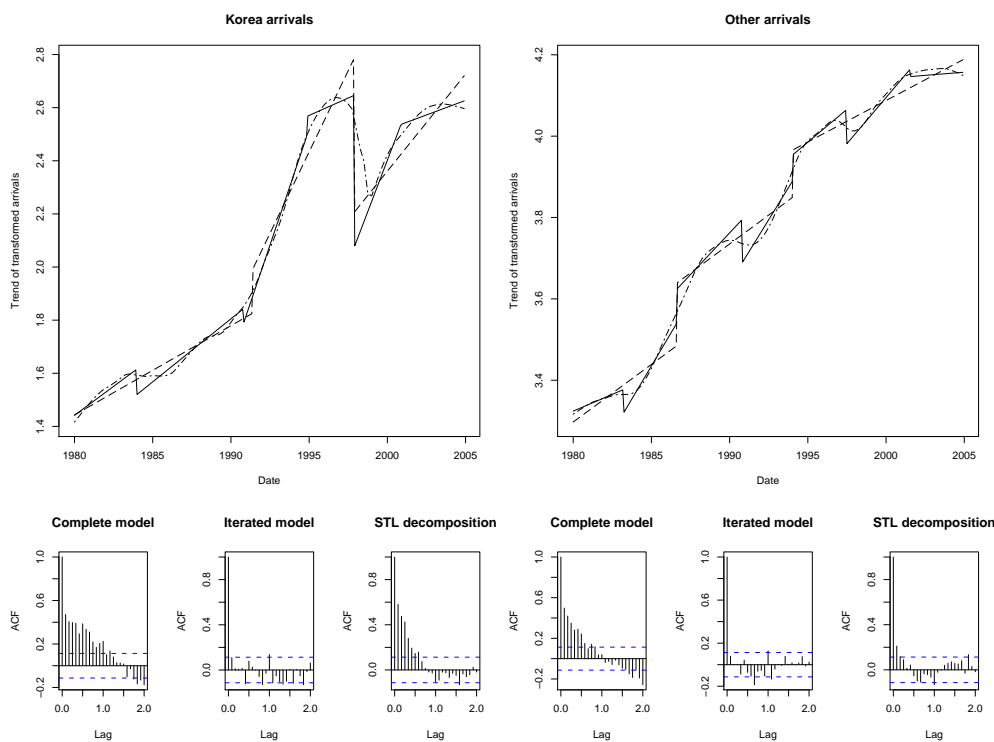 Korea arrivals
Trend of transformed arrivals
2.8
2.6
2.4
2.2
2.0
1.8
1.6
1.4
1980 1985 1990 1995 2000 2005
Date
Other arrivals
Trend of transformed arrivals
4.2
4.0
3.8
3.6
3.4
1980 1985 1990 1995 2000 2005
Date
Complete model
ACF
1.0
0.6
0.2
−0.2
0.0 1.0 2.0
Lag
Iterated model
ACF
0.8
0.4
0.0
0.0 1.0 2.0
Lag
STL decomposition
ACF
0.8
0.4
0.0
0.0 1.0 2.0
Lag
Complete model
ACF
1.0
0.6
0.2
−0.2
0.0 1.0 2.0
Lag
Iterated model
ACF
1.0
0.6
0.2
−0.2
0.0 1.0 2.0
Lag
STL decomposition
ACF
0.8
0.4
0.0
0.0 1.0 2.0
Lag